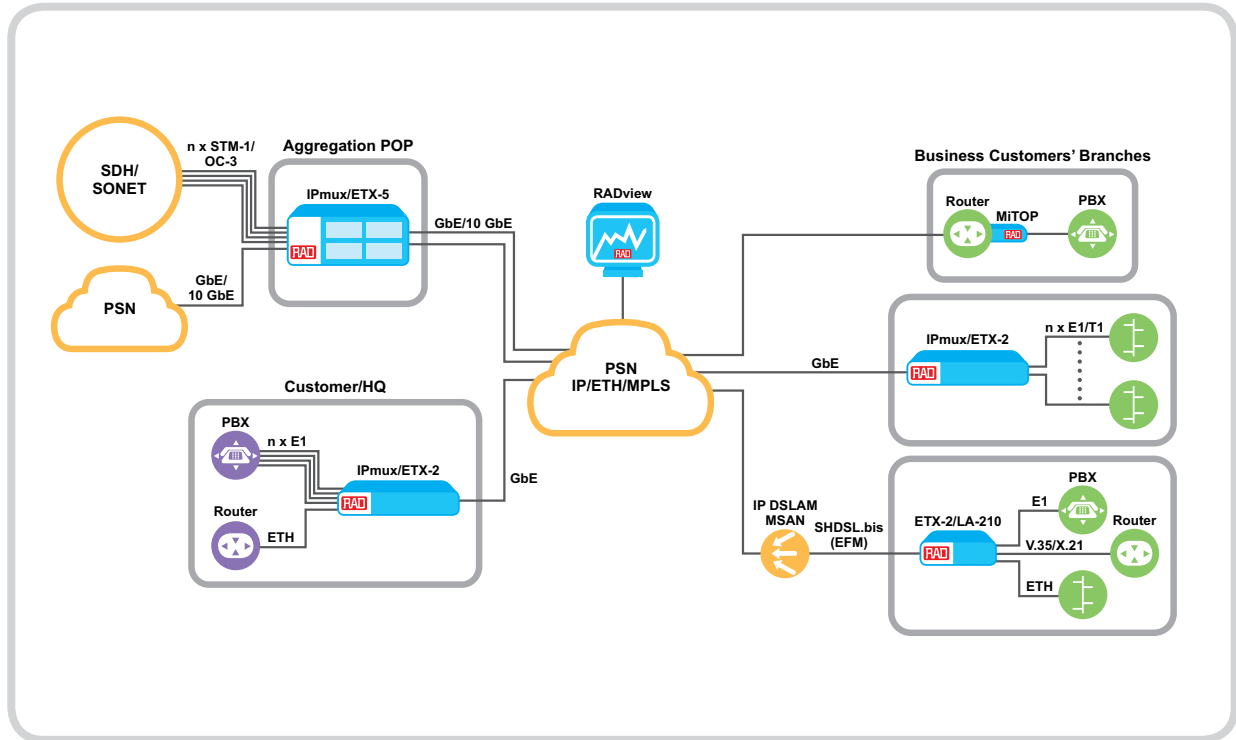 n x STM-1/
OC-3
SDH/
SONET
Aggregation POP
IPmux/ETX-5
RAD
GbE/10 GbE
GbE/
10 GbE
PSN
RADview
RAD
Business Customers' Branches
Router
MiTOP
RAD
PBX
PSN
IP/ETH/MPLS
GbE
IPmux/ETX-2
RAD
n x E1/T1
Customer/HQ
PBX
n x E1
IPmux/ETX-2
RAD
GbE
Router
ETH
IP DSLAM
MSAN
SHDSL.bis
(EFM)
ETX-2/LA-210
RAD
E1
PBX
V.35/X.21
Router
ETH